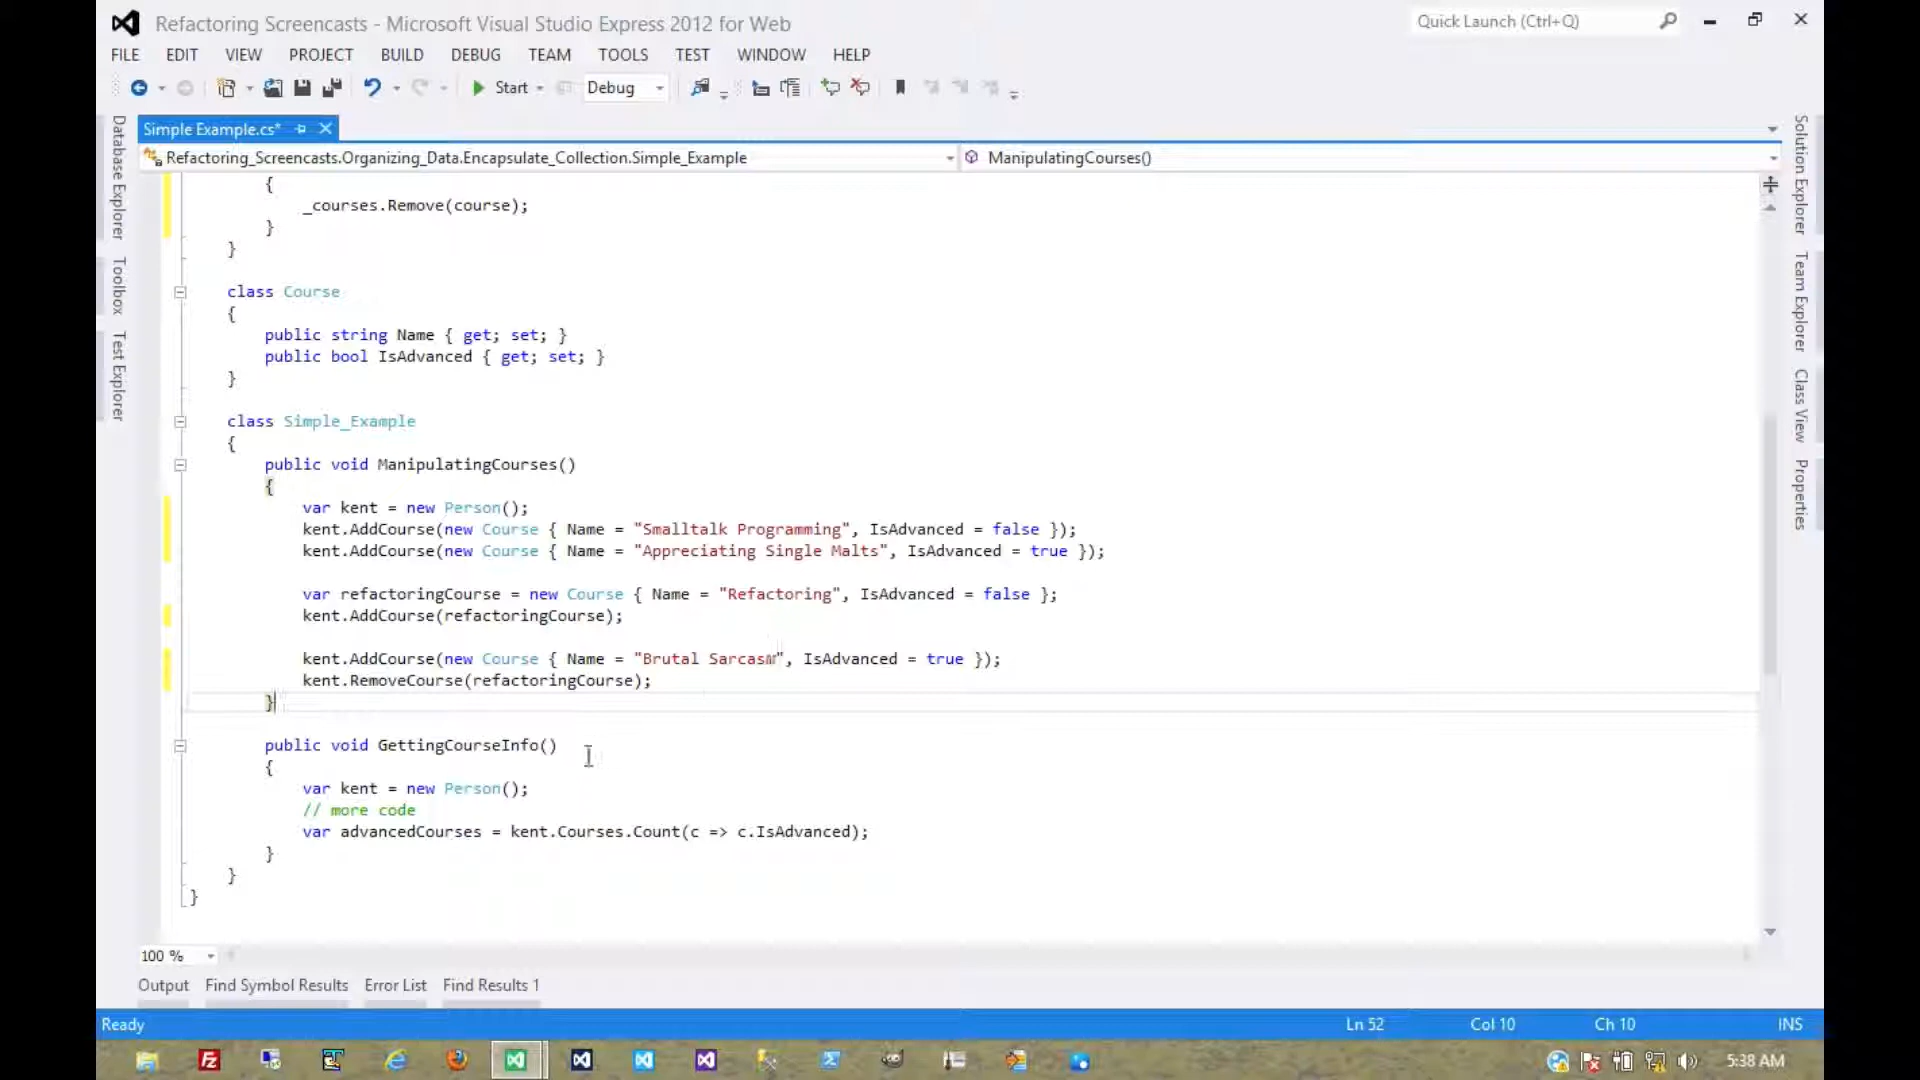 Refactoring Screencasts - Microsoft Visual Studio Express 2012 for Web
Quick Launch (Ctrl+Q)
FILE EDIT VIEW PROJECT BUILD DEBUG TEAM TOOLS TEST WINDOW HELP
Start Debug
Simple Example.cs*
Refactoring_Screencasts.Organizing_Data.Encapsulate_Collection.Simple_Example
ManipulatingCourses()
Database Explorer
Toolbox
Test Explorer
{
_courses.Remove(course);
}
}
class Course
{
public string Name { get; set; }
public bool IsAdvanced { get; set; }
}
class Simple_Example
{
public void ManipulatingCourses()
{
var kent = new Person();
kent.AddCourse(new Course { Name = "Smalltalk Programming", IsAdvanced = false });
kent.AddCourse(new Course { Name = "Appreciating Single Malts", IsAdvanced = true });
var refactoringCourse = new Course { Name = "Refactoring", IsAdvanced = false };
kent.AddCourse(refactoringCourse);
kent.AddCourse(new Course { Name = "Brutal Sarcasm", IsAdvanced = true });
kent.RemoveCourse(refactoringCourse);
}
public void GettingCourseInfo()
{
var kent = new Person();
// more code
var advancedCourses = kent.Courses.Count(c => c.IsAdvanced);
}
}
}
Solution Explorer
Team Explorer
Class View
Properties
100 %
Output Find Symbol Results Error List Find Results 1
Ready Ln 52 Col 10 Ch 10 INS
5:38 AM